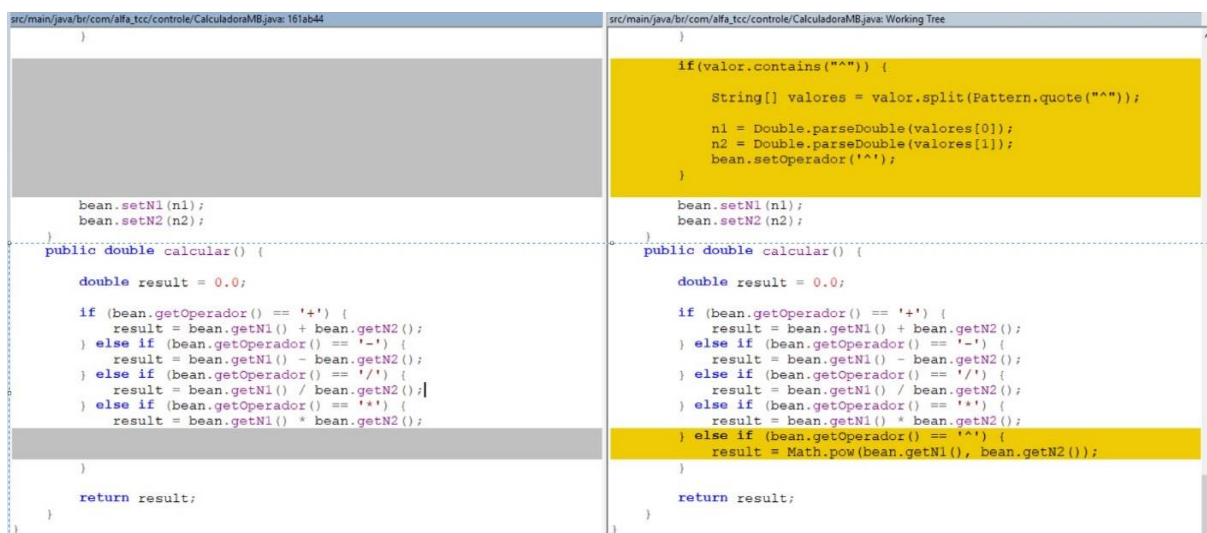 src/main/java/br/com/alfa_tcc/controle/CalculadoraMB.java: 161ab44
}
bean.setN1(n1);
bean.setN2(n2);
}
public double calcular() {
double result = 0.0;
if (bean.getOperador() == '+') {
result = bean.getN1() + bean.getN2();
} else if (bean.getOperador() == '-') {
result = bean.getN1() - bean.getN2();
} else if (bean.getOperador() == '/') {
result = bean.getN1() / bean.getN2();
} else if (bean.getOperador() == '*') {
result = bean.getN1() * bean.getN2();
}
return result;
}
}
src/main/java/br/com/alfa_tcc/controle/CalculadoraMB.java: Working Tree
}
if(valor.contains("^")) {
String[] valores = valor.split(Pattern.quote("^"));
n1 = Double.parseDouble(valores[0]);
n2 = Double.parseDouble(valores[1]);
bean.setOperador('^');
}
bean.setN1(n1);
bean.setN2(n2);
}
public double calcular() {
double result = 0.0;
if (bean.getOperador() == '+') {
result = bean.getN1() + bean.getN2();
} else if (bean.getOperador() == '-') {
result = bean.getN1() - bean.getN2();
} else if (bean.getOperador() == '/') {
result = bean.getN1() / bean.getN2();
} else if (bean.getOperador() == '*') {
result = bean.getN1() * bean.getN2();
} else if (bean.getOperador() == '^') {
result = Math.pow(bean.getN1(), bean.getN2());
}
return result;
}
}